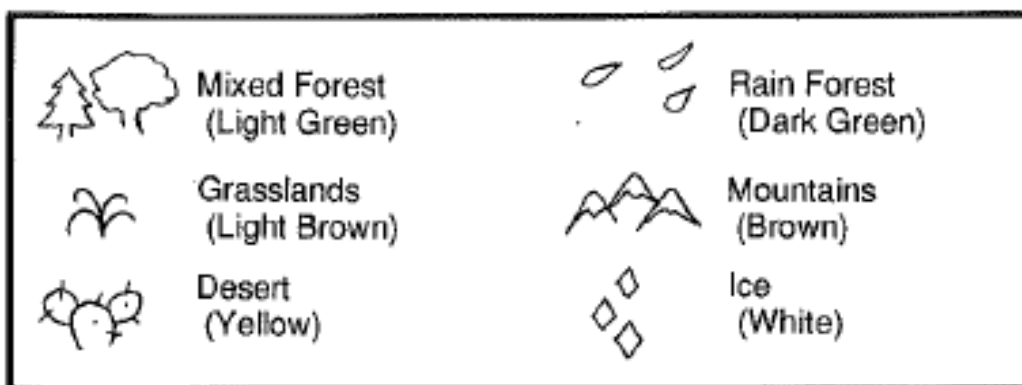 Mixed Forest
(Light Green)
Rain Forest
(Dark Green)
Grasslands
(Light Brown)
Mountains
(Brown)
Desert
(Yellow)
Ice
(White)